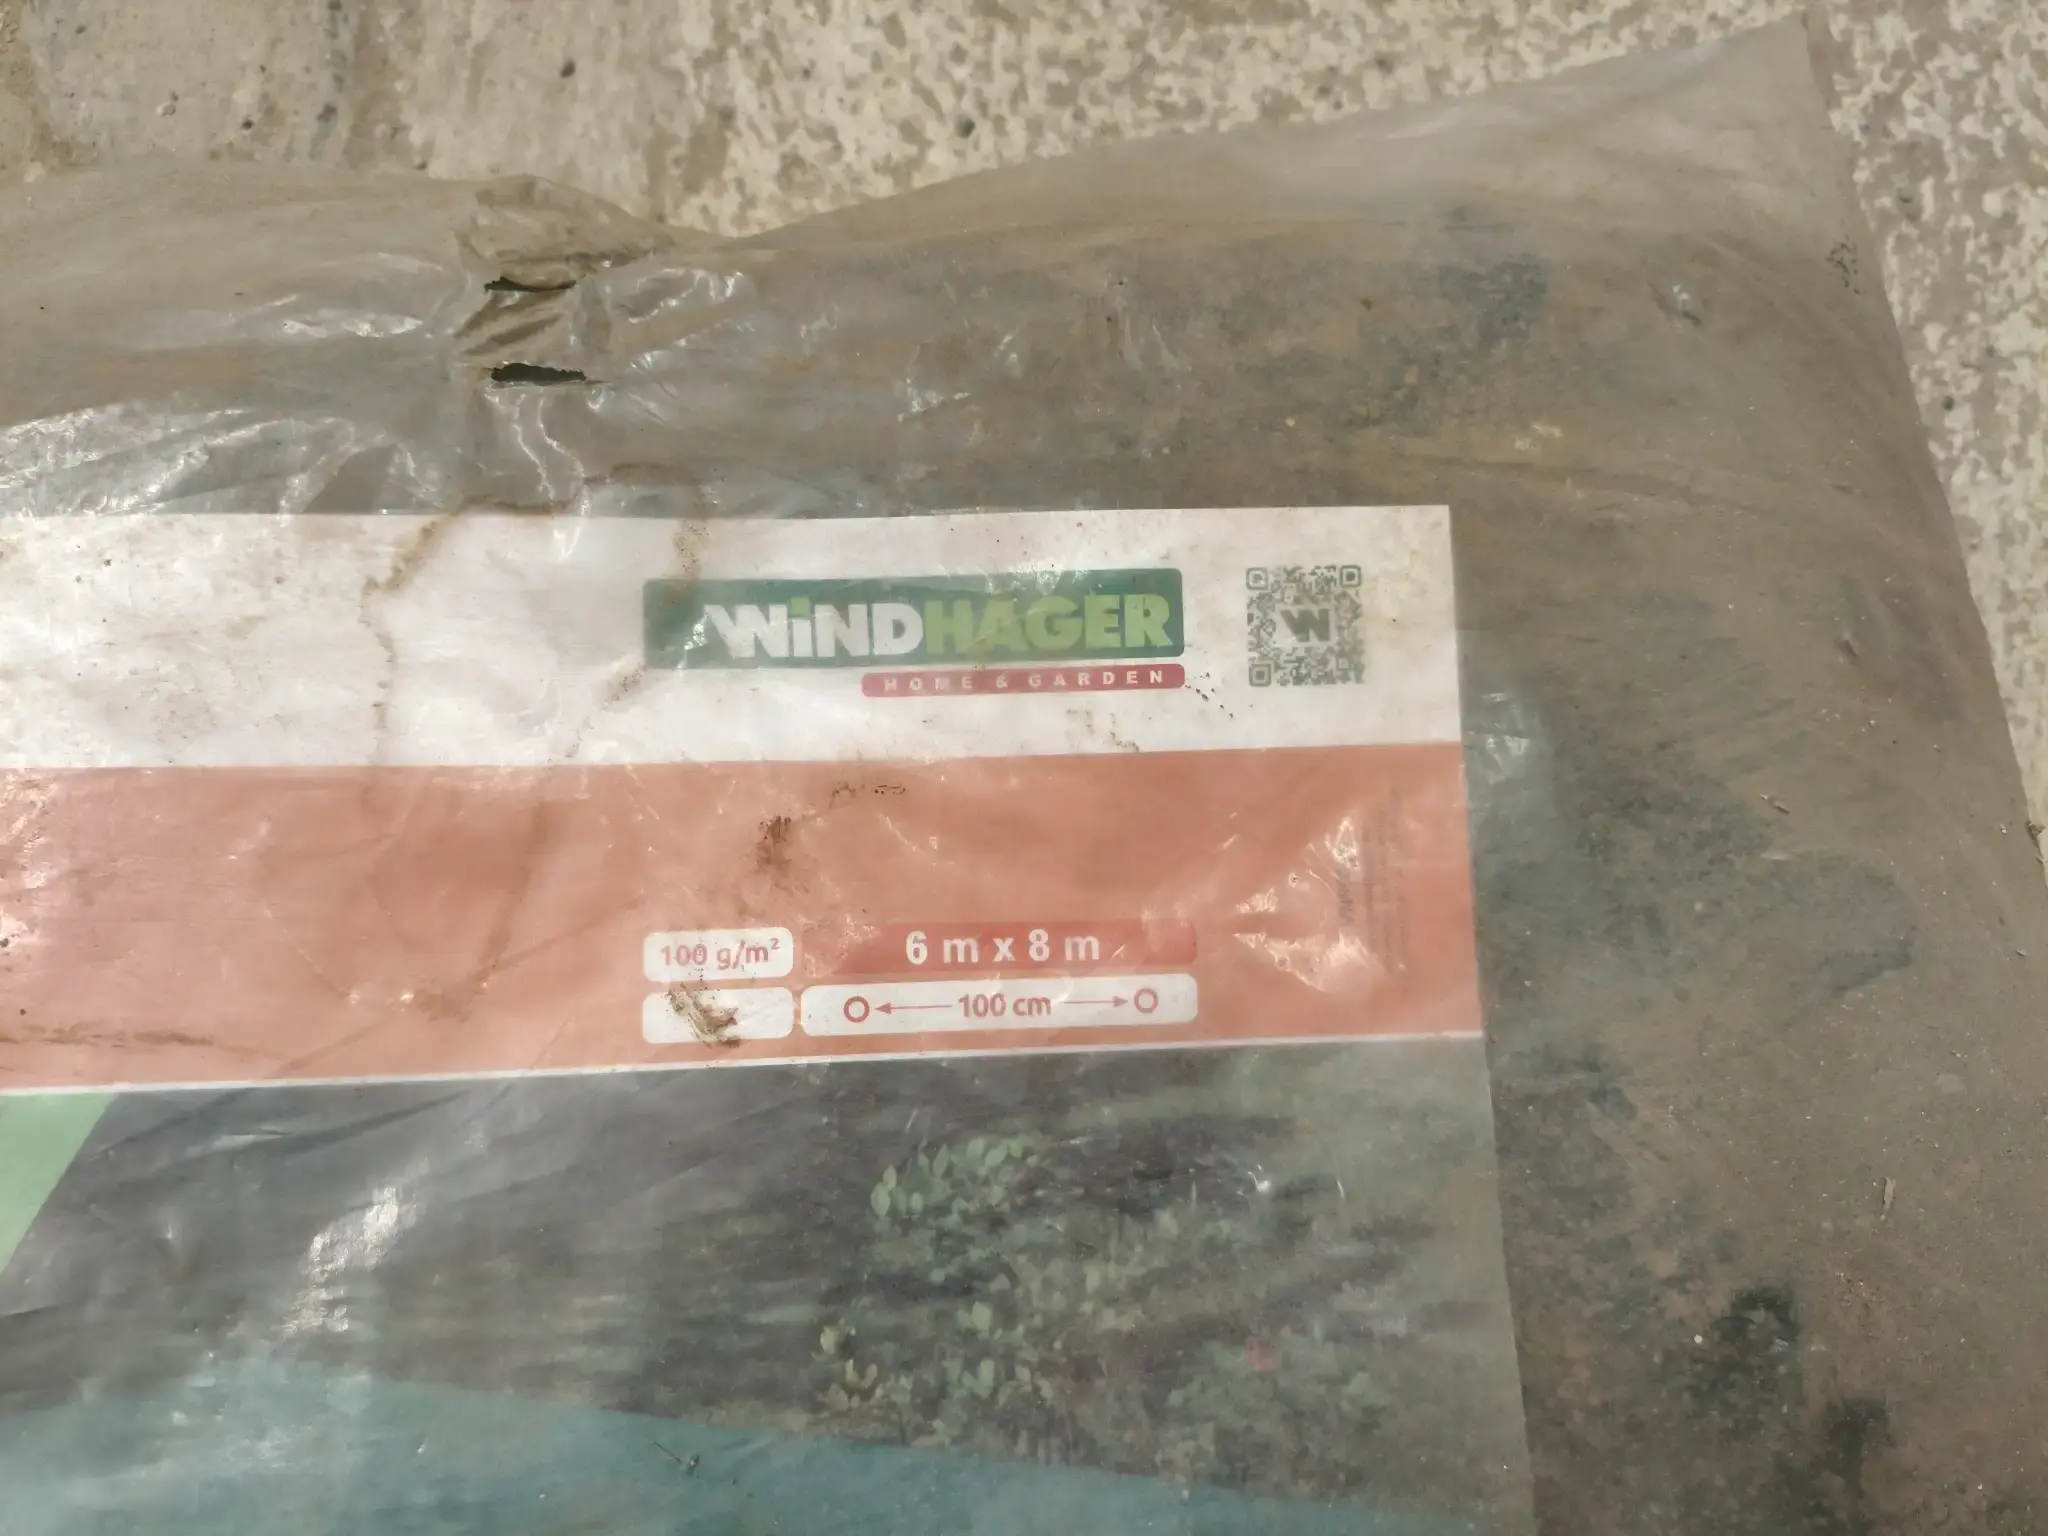 WiNDHAGER
HOME & GARDEN
100 g/m²
6 m x 8 m
100 cm